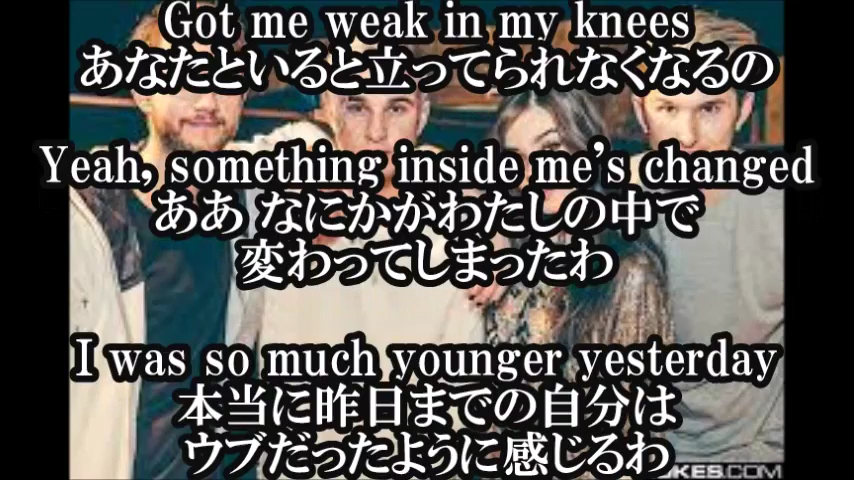 Got me weak in my knees
あなたといると立ってられなくなるの
Yeah, something inside me's changed
ああ なにかがわたしの中で
変わってしまったわ
I was so much younger yesterday
本当に昨日までの自分は
ウブだったように感じるわ